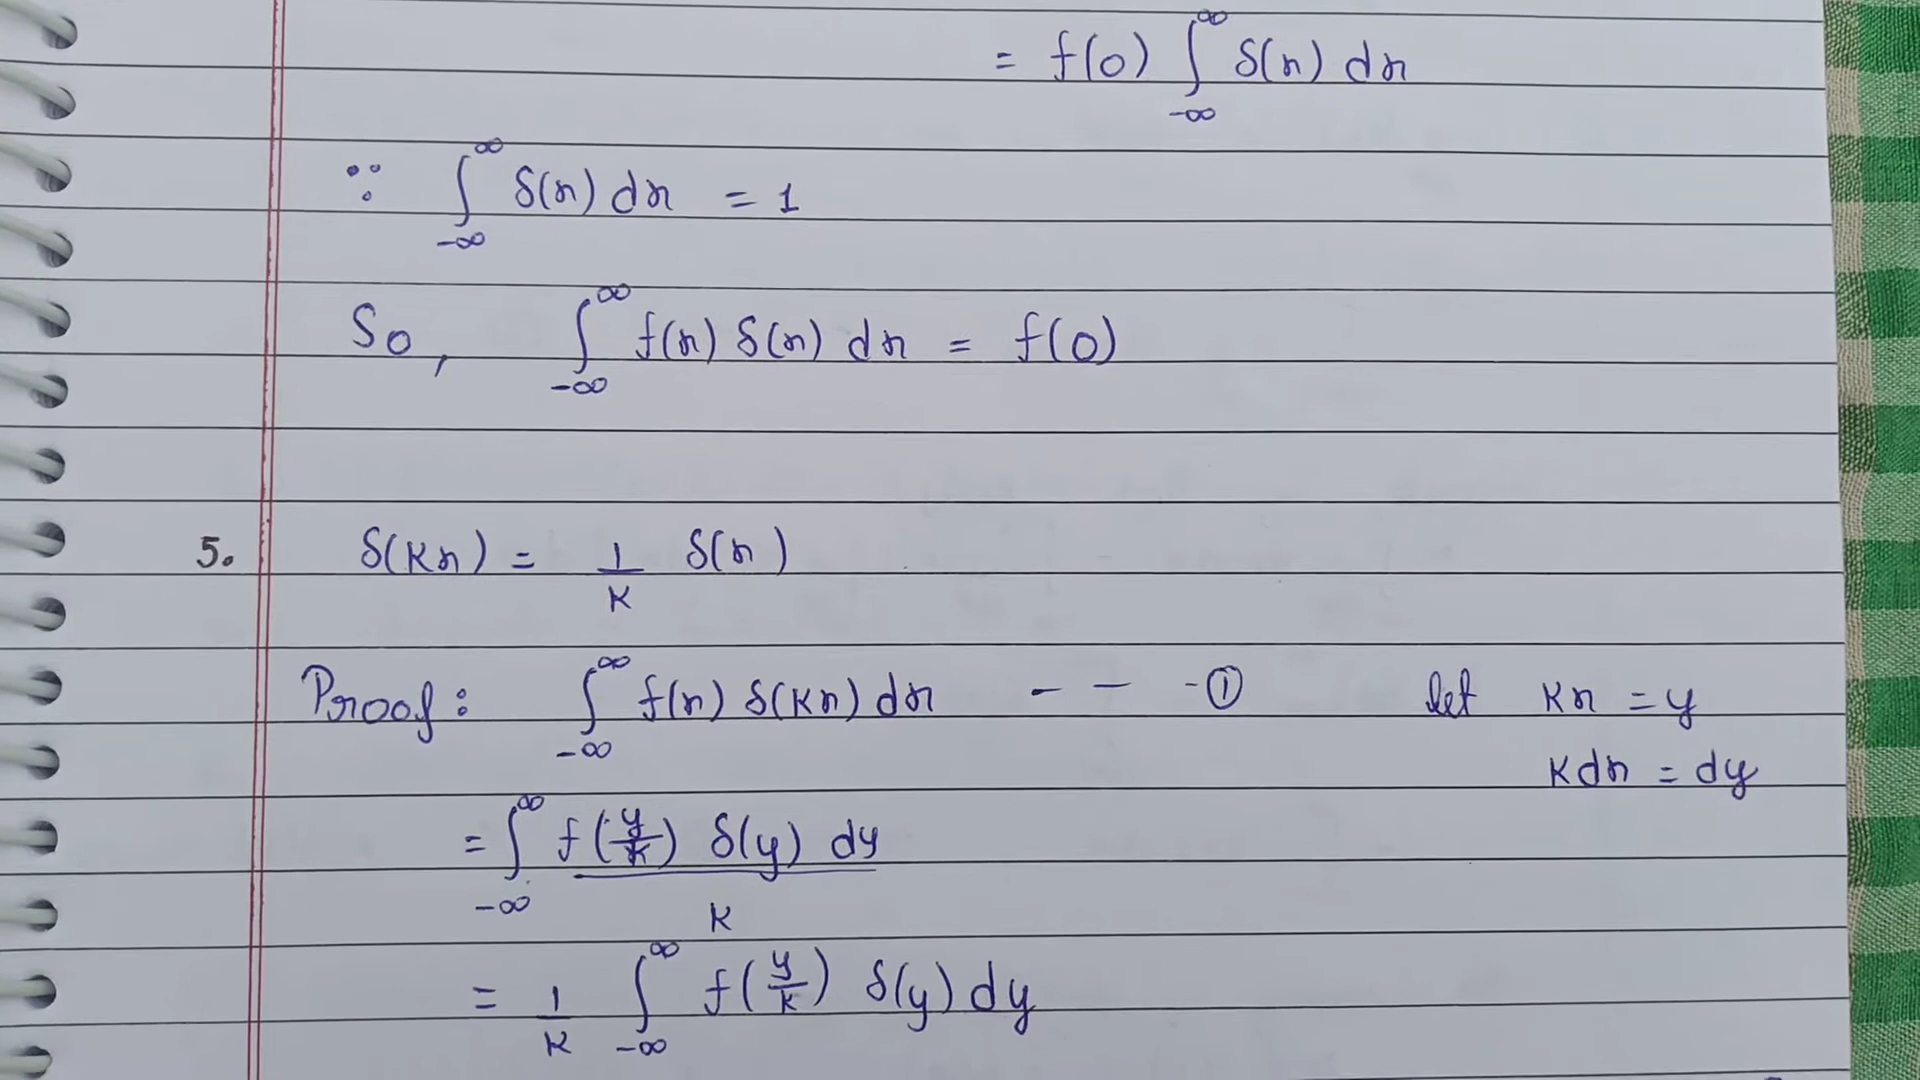 = f(0) ∫_{-∞}^{∞} δ(x) dx
∵ ∫_{-∞}^{∞} δ(x) dx = 1
So, ∫_{-∞}^{∞} f(x) δ(x) dx = f(0)
5. δ(Kx) = 1/K δ(x)
Proof: ∫_{-∞}^{∞} f(x) δ(Kx) dx - - - ① let Kx = y
Kdx = dy
= ∫_{-∞}^{∞} f(y/K) δ(y) dy / K
= 1/K ∫_{-∞}^{∞} f(y/K) δ(y) dy